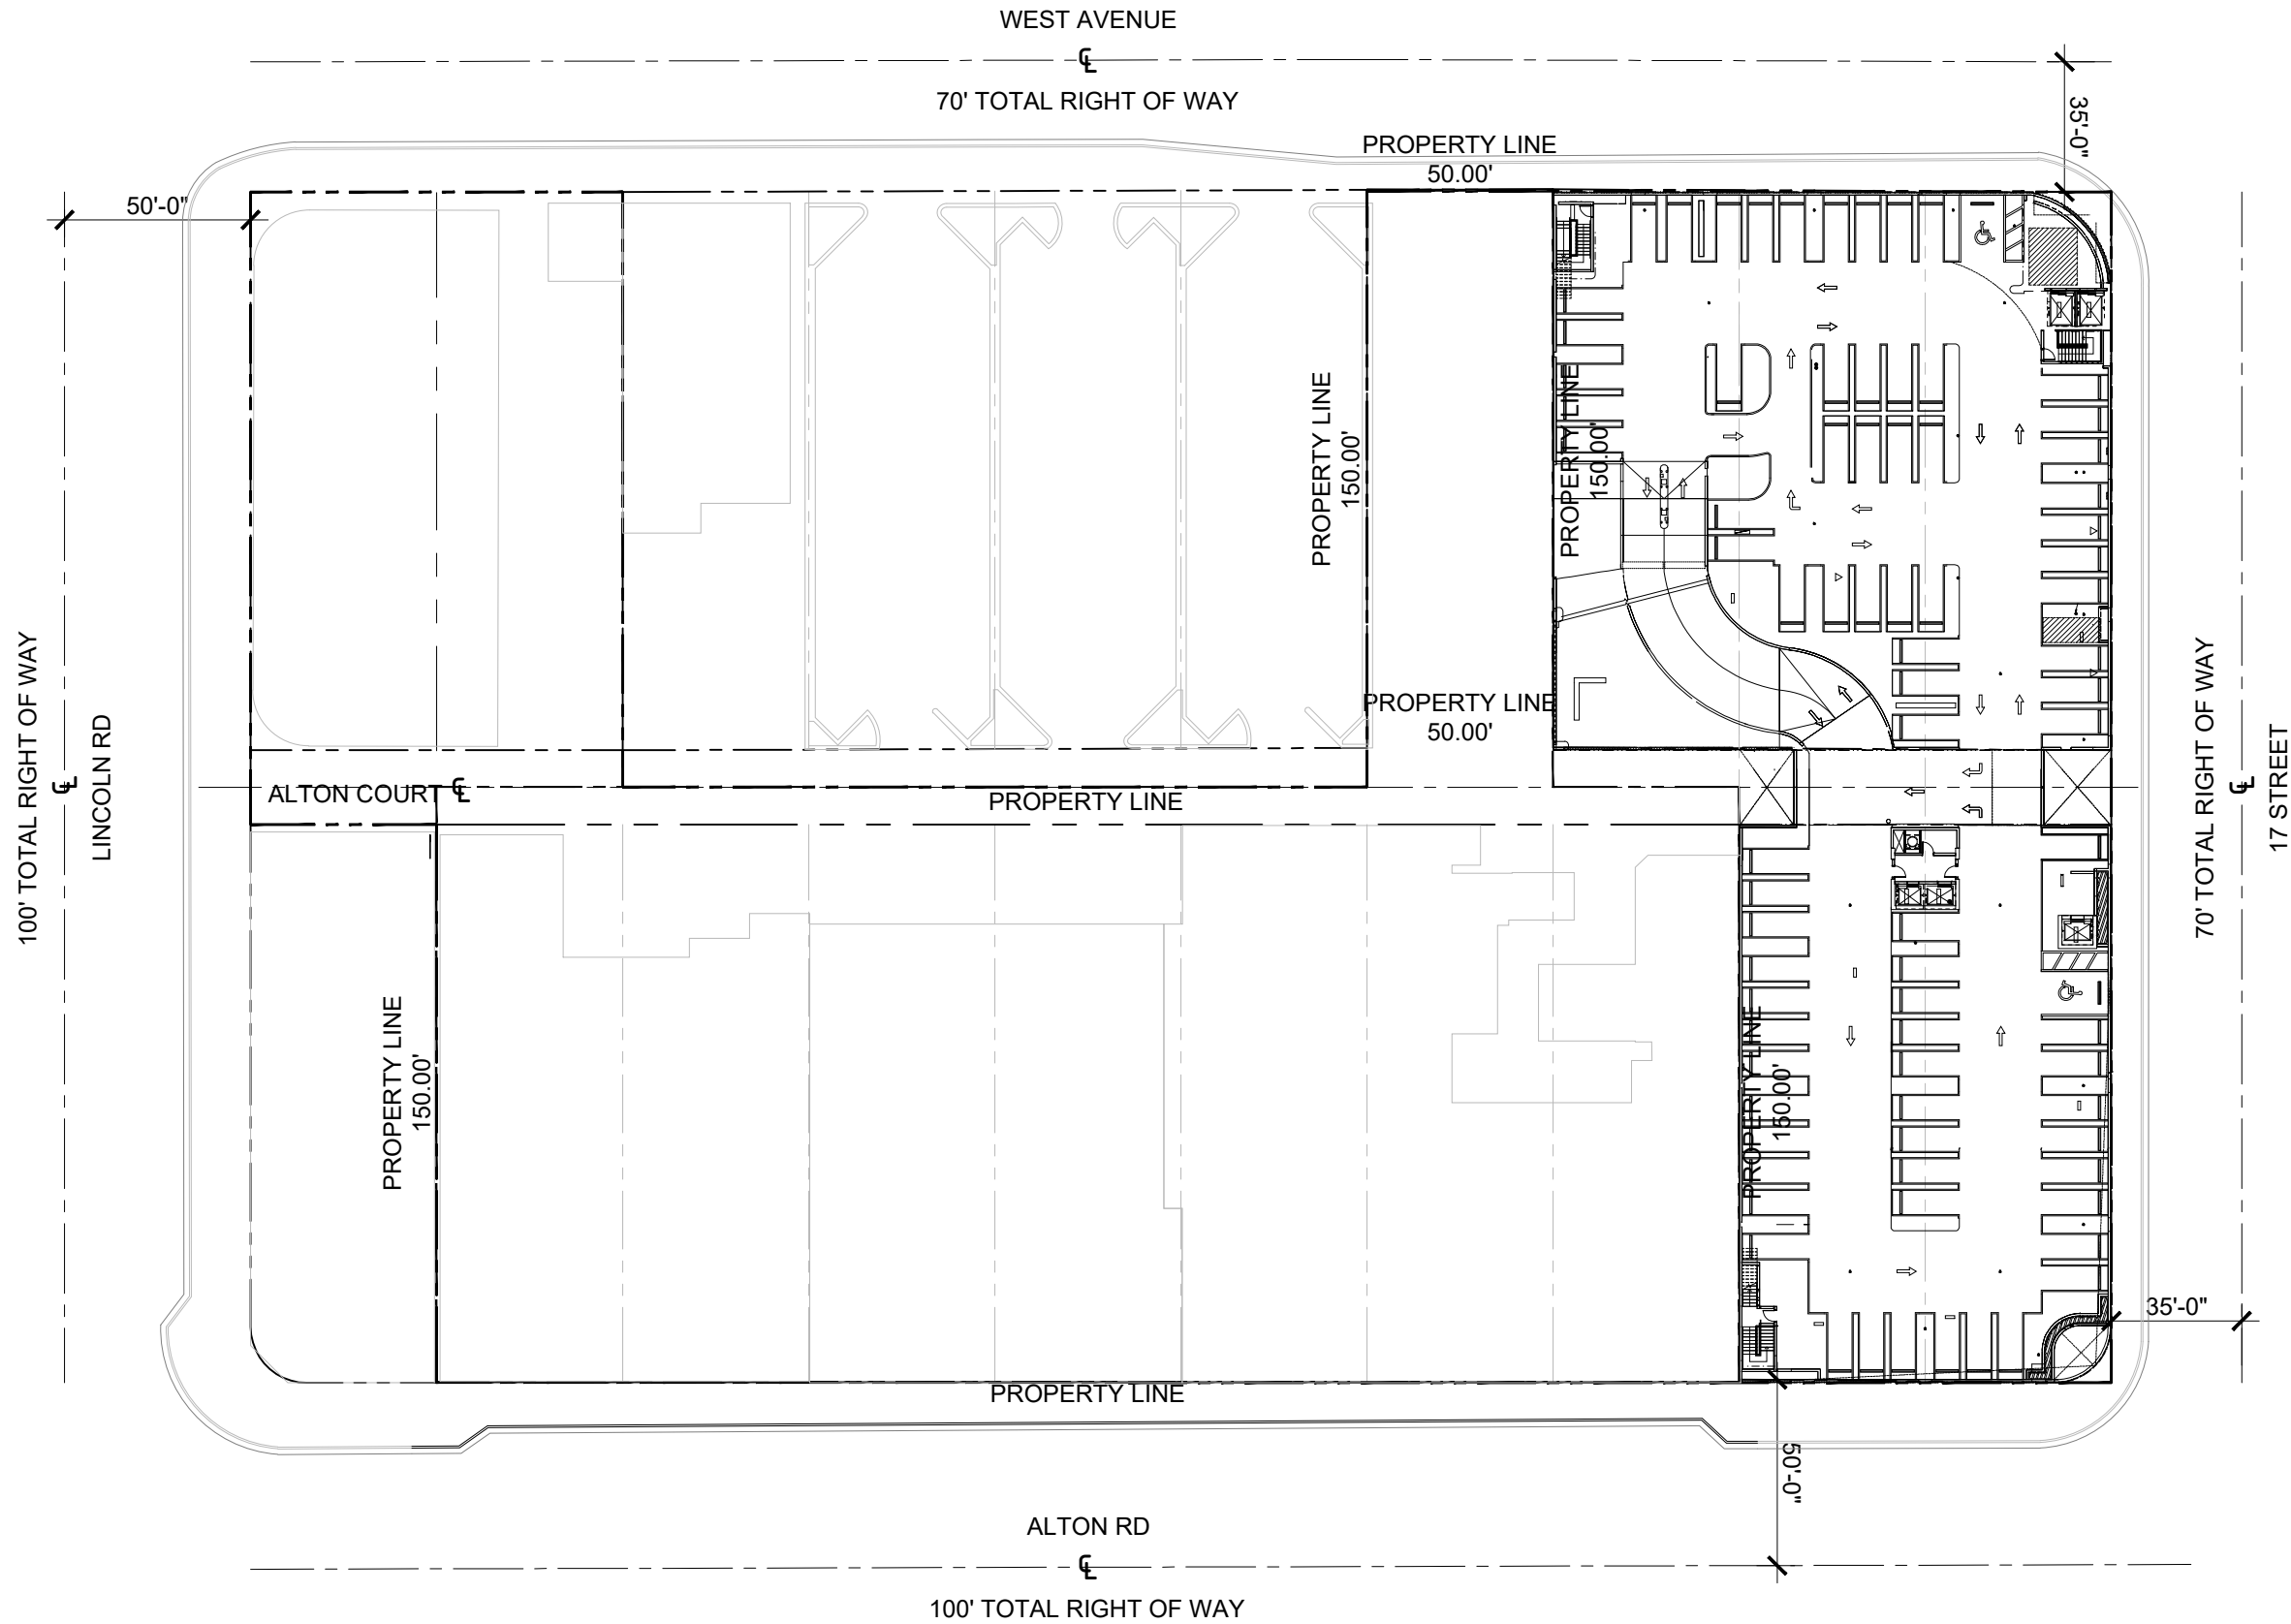 WEST AVENUE
℄
70' TOTAL RIGHT OF WAY
35'-0"
PROPERTY LINE
50.00'
50'-0"
PROPERTY LINE
150.00'
PROPERTY LINE
150.00'
100' TOTAL RIGHT OF WAY
℄
LINCOLN RD
PROPERTY LINE
50.00'
ALTON COURT ℄
PROPERTY LINE
70' TOTAL RIGHT OF WAY
℄
17 STREET
PROPERTY LINE
150.00'
PROPERTY LINE
150.00'
35'-0"
PROPERTY LINE
50'-0"
ALTON RD
℄
100' TOTAL RIGHT OF WAY